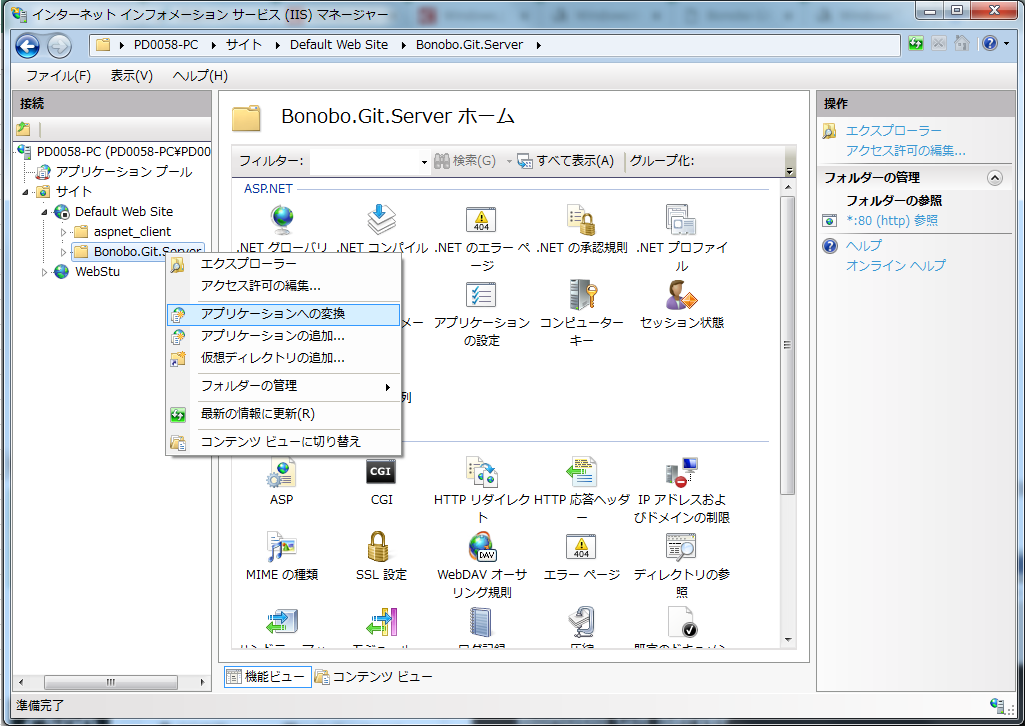 インターネット インフォメーション サービス (IIS) マネージャー
PD0058-PC
サイト
Default Web Site
Bonobo.Git.Server
ファイル(F)
表示(V)
ヘルプ(H)
接続
PD0058-PC (PD0058-PC¥PD00
アプリケーション プール
サイト
Default Web Site
aspnet_client
Bonobo.Git.Server
WebStu
エクスプローラー
アクセス許可の編集...
アプリケーションへの変換
アプリケーションの追加...
仮想ディレクトリの追加...
フォルダーの管理
最新の情報に更新(R)
コンテンツ ビューに切り替え
Bonobo.Git.Server ホーム
フィルター:
検索(G)
すべて表示(A)
グループ化:
ASP.NET
.NET グローバリ
.NET コンパイル
.NET のエラー ペ
ージ
.NET の承認規則
.NET プロファイ
ル
メー
アプリケーション
の設定
コンピューター
キー
セッション状態
列
ASP
CGI
CGI
HTTP リダイレク
ト
HTTP 応答ヘッダ
ー
IP アドレスおよ
びドメインの制限
MIME の種類
SSL 設定
WebDAV オーサ
リング規則
404
エラー ページ
ディレクトリの参
照
機能ビュー
コンテンツ ビュー
操作
エクスプローラー
アクセス許可の編集...
フォルダーの管理
フォルダーの参照
*:80 (http) 参照
ヘルプ
オンライン ヘルプ
準備完了